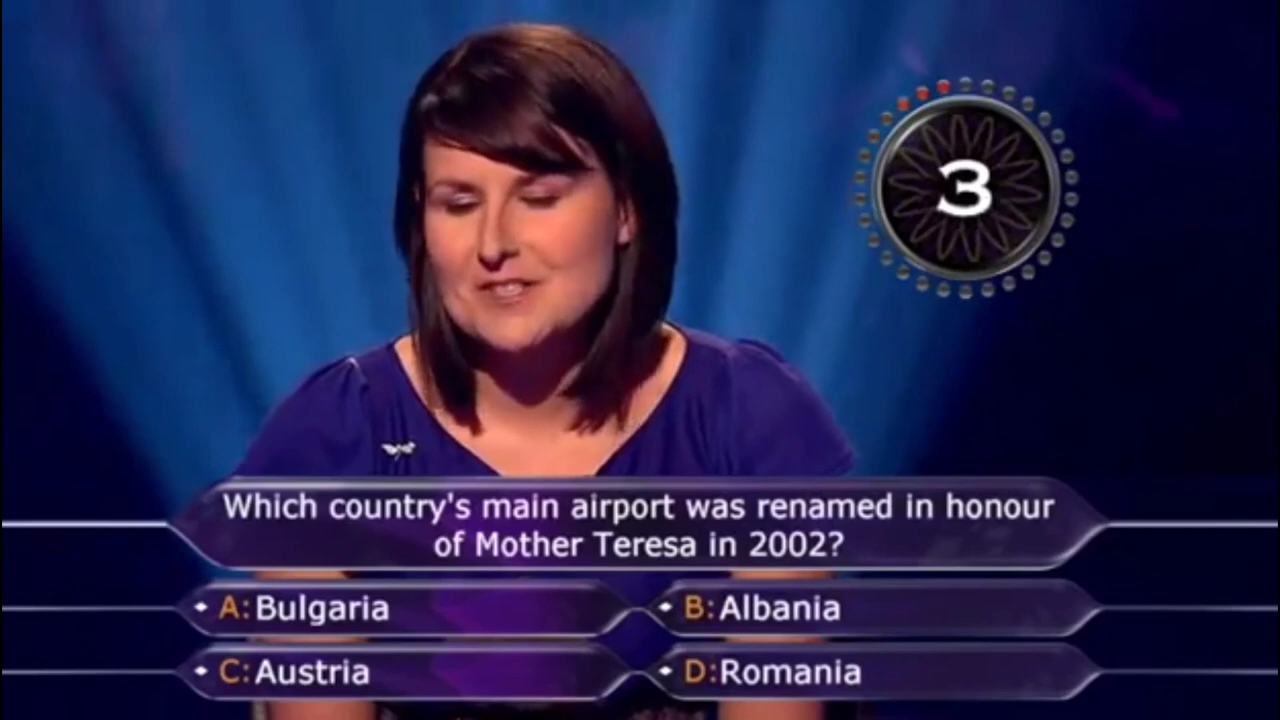 3
Which country's main airport was renamed in honour
of Mother Teresa in 2002?
A: Bulgaria
B: Albania
C: Austria
D: Romania